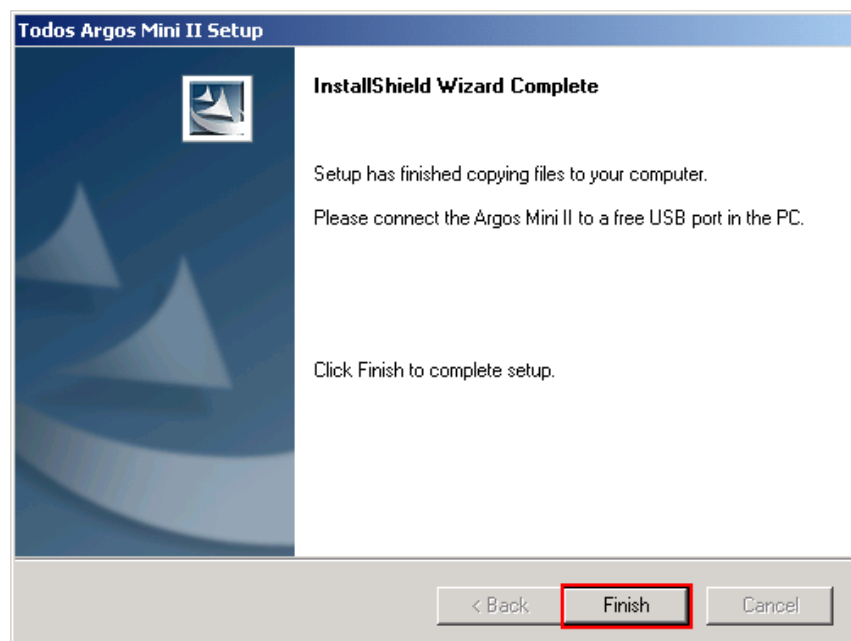 Todos Argos Mini II Setup
InstallShield Wizard Complete
Setup has finished copying files to your computer.
Please connect the Argos Mini II to a free USB port in the PC.
Click Finish to complete setup.
< Back
Finish
Cancel